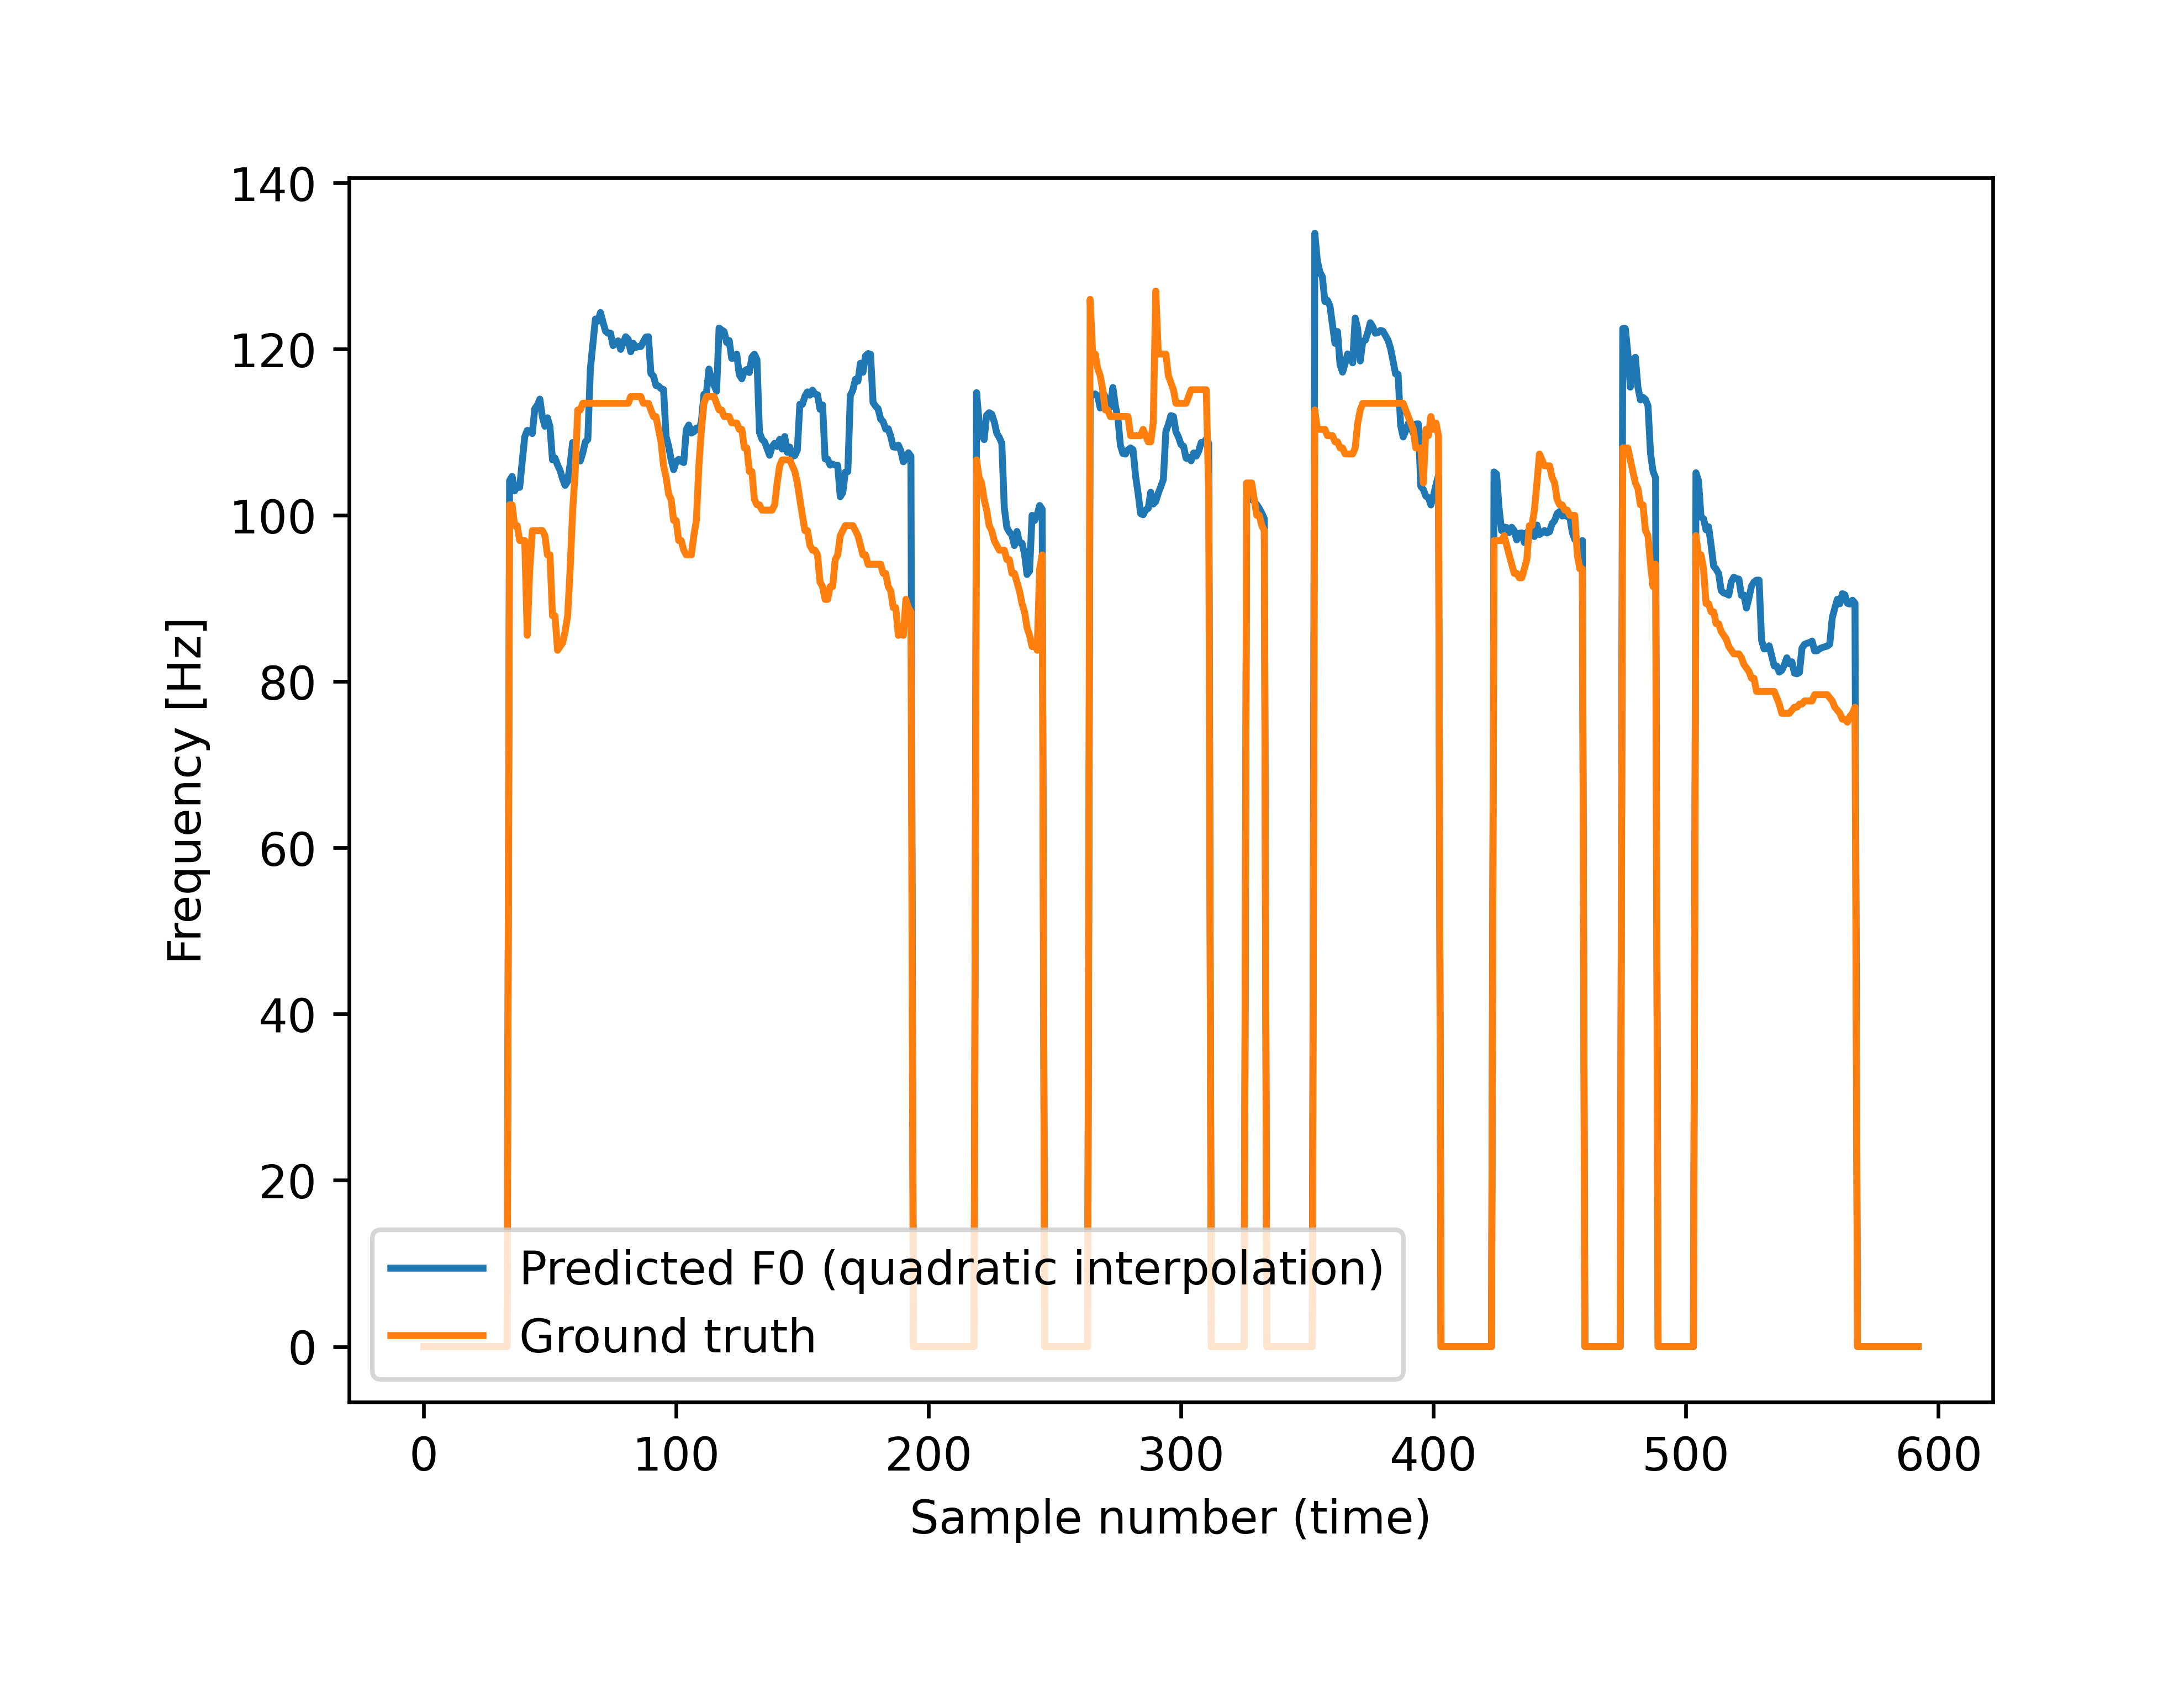 140
120
100
80
60
40
20
0
Frequency [Hz]
Predicted F0 (quadratic interpolation)
Ground truth
0 100 200 300 400 500 600
Sample number (time)